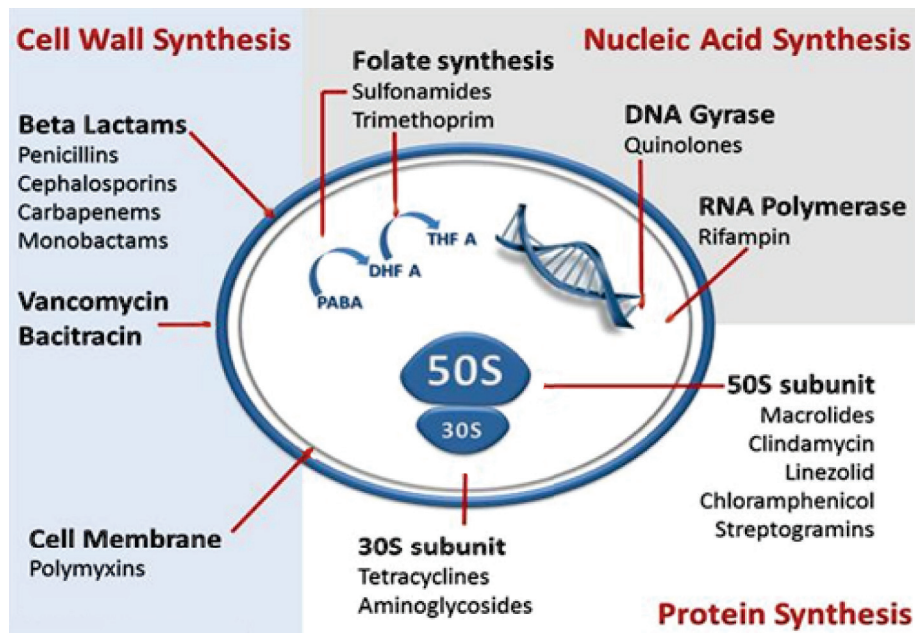 Cell Wall Synthesis
Nucleic Acid Synthesis
Folate synthesis
Sulfonamides
Trimethoprim
Beta Lactams
Penicillins
Cephalosporins
Carbapenems
Monobactams
DNA Gyrase
Quinolones
RNA Polymerase
Rifampin
THF A
DHF A
PABA
Vancomycin
Bacitracin
50S
30S
50S subunit
Macrolides
Clindamycin
Linezolid
Chloramphenicol
Streptogramins
Cell Membrane
Polymyxins
30S subunit
Tetracyclines
Aminoglycosides
Protein Synthesis